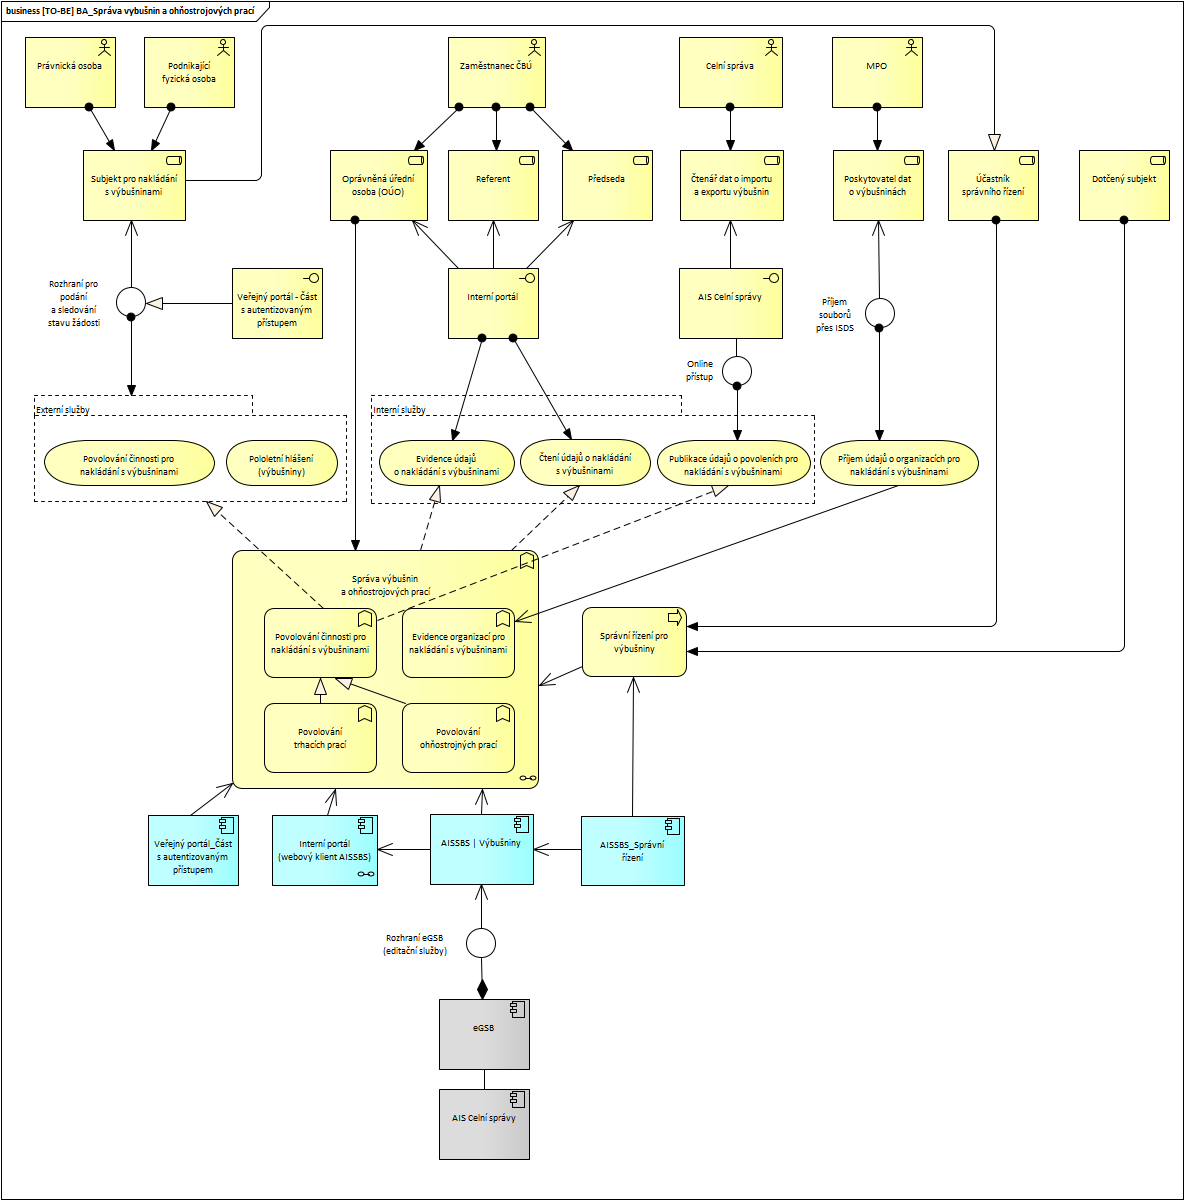 business [TO-BE] BA_Správa vybušnin a ohňostrojových prací
Právnická osoba
Podnikající
fyzická osoba
Zaměstnanec ČBÚ
Celní správa
MPO
Subjekt pro nakládání
s výbušninami
Oprávněná úřední
osoba (OÚO)
Referent
Předseda
Čtenář dat o importu
a exportu výbušnin
Poskytovatel dat
o výbušninách
Účastník
správního řízení
Dotčený subjekt
Rozhraní pro
podání
a sledování
stavu žádosti
Veřejný portál - Část
s autentizovaným
přístupem
Interní portál
AIS Celní správy
Příjem
souborů
přes ISDS
Online
přístup
Externí služby
Interní služby
Povolování činnosti pro
nakládání s výbušninami
Pololetní hlášení
(výbušniny)
Evidence údajů
o nakládání s výbušninami
Čtení údajů o nakládání
s výbušninami
Publikace údajů o povoleních pro
nakládání s výbušninami
Příjem údajů o organizacích pro
nakládání s výbušninami
Správa výbušnin
a ohňostrojových prací
Povolování činnosti pro
nakládání s výbušninami
Evidence organizací pro
nakládání s výbušninami
Správní řízení pro
výbušniny
Povolování
trhacích prací
Povolování
ohňostrojných prací
Veřejný portál_Část
s autentizovaným
přístupem
Interní portál
(webový klient AISSBS)
AISSBS | Výbušniny
AISSBS_Správní
řízení
Rozhraní eGSB
(editační služby)
eGSB
AIS Celní správy